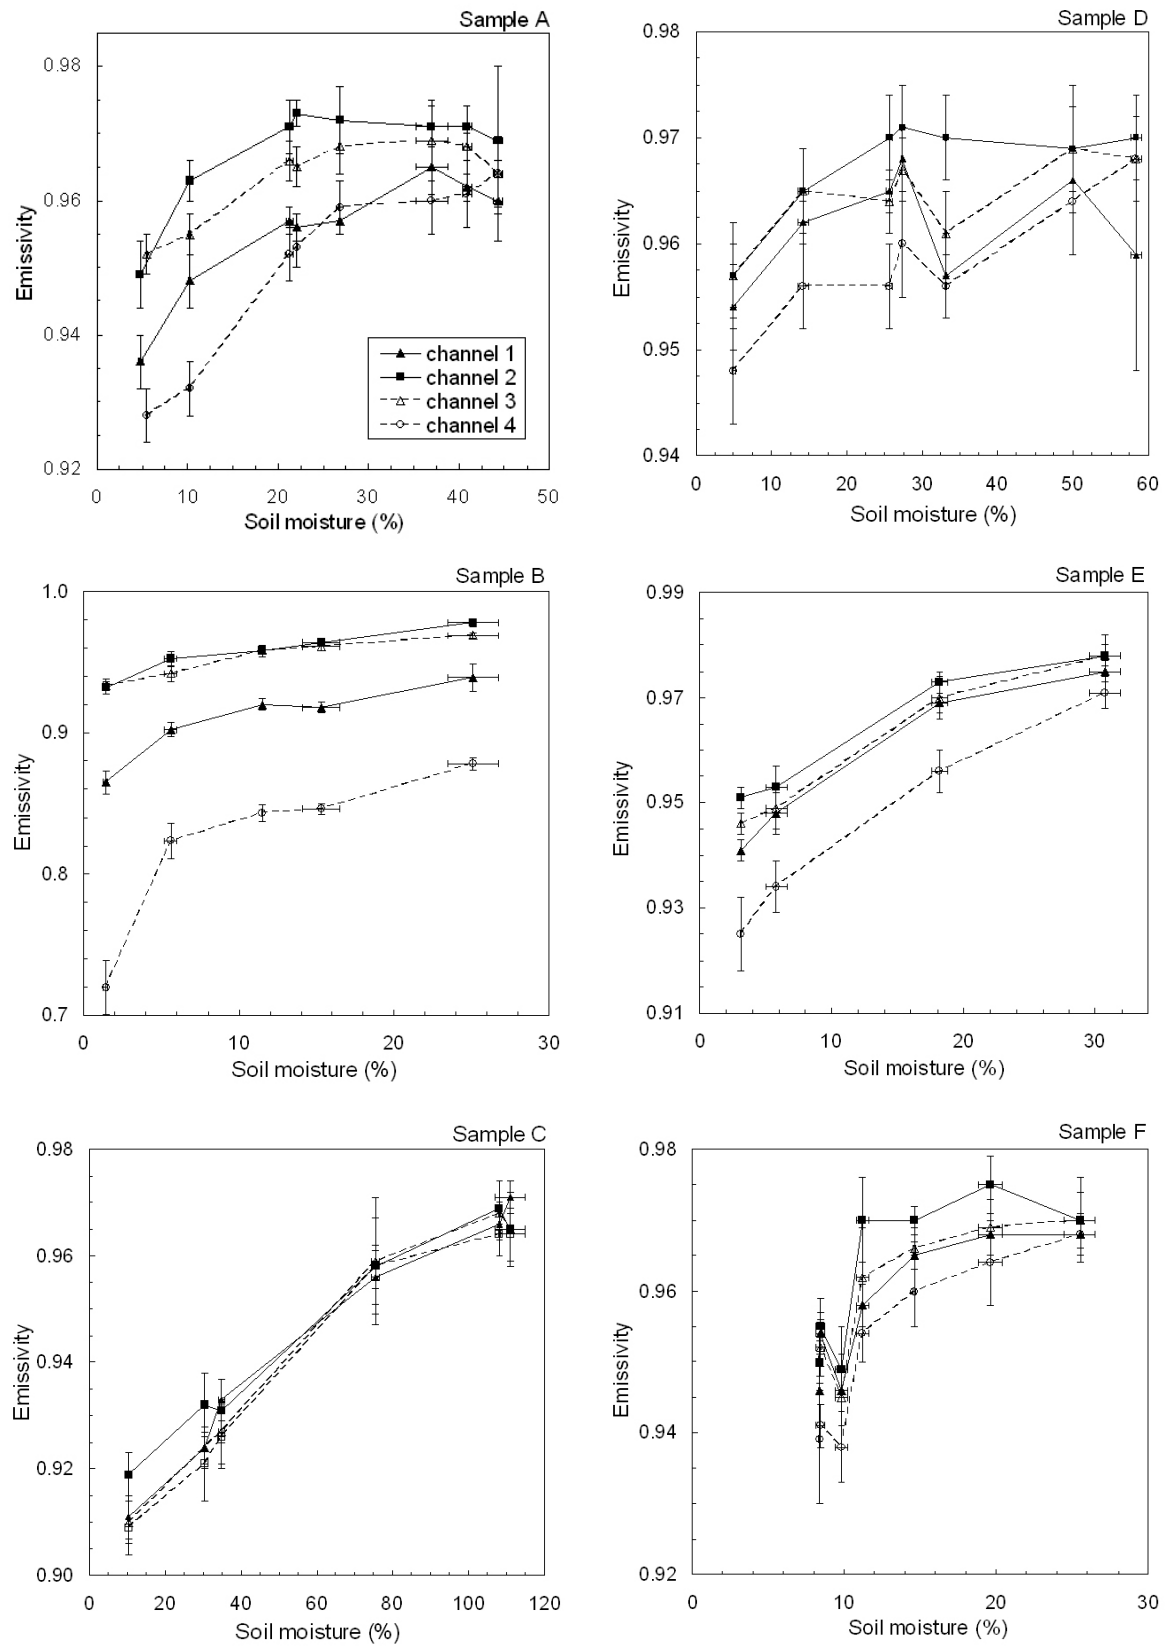 Sample A
0.98
0.96
0.94
0.92
Emissivity
channel 1
channel 2
channel 3
channel 4
0 10 20 30 40 50
Soil moisture (%)
Sample D
0.98
0.97
0.96
0.95
0.94
Emissivity
0 10 20 30 40 50 60
Soil moisture (%)
Sample B
1.0
0.9
0.8
0.7
Emissivity
0 10 20 30
Soil moisture (%)
Sample E
0.99
0.97
0.95
0.93
0.91
Emissivity
0 10 20 30
Soil moisture (%)
Sample C
0.98
0.96
0.94
0.92
0.90
Emissivity
0 20 40 60 80 100 120
Soil moisture (%)
Sample F
0.98
0.96
0.94
0.92
Emissivity
0 10 20 30
Soil moisture (%)